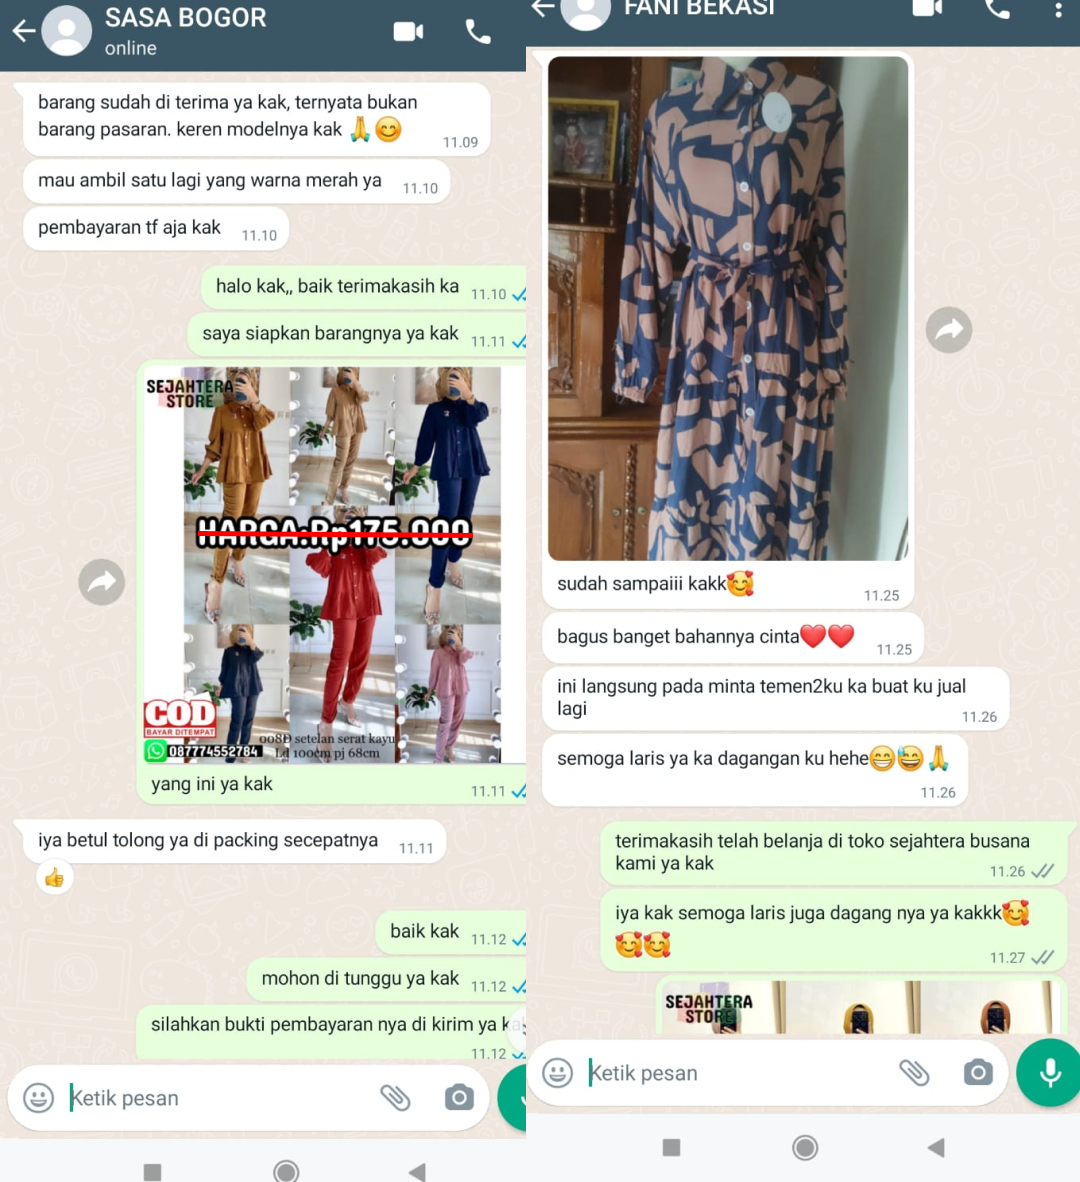 SASA BOGOR
online
barang sudah di terima ya kak, ternyata bukan
barang pasaran. keren modelnya kak 🙏😊
11.09
mau ambil satu lagi yang warna merah ya
11.10
pembayaran tf aja kak
11.10
halo kak,, baik terimakasih ka
11.10
saya siapkan barangnya ya kak
11.11
SEJAHTERA
STORE
HARGA:Rp175.000
COD
BAYAR DITEMPAT
087774552784
008D setelan serat kayu
Ld 100cm pj 68cm
yang ini ya kak
11.11
iya betul tolong ya di packing secepatnya
11.11
👍
baik kak
11.12
mohon di tunggu ya kak
11.12
silahkan bukti pembayaran nya di kirim ya kak
11.12
Ketik pesan
FANI BEKASI
sudah sampaiii kakk🥰
11.25
bagus banget bahannya cinta❤️❤️
11.25
ini langsung pada minta temen2ku ka buat ku jual
lagi
11.26
semoga laris ya ka dagangan ku hehe😁😅🙏
11.26
terimakasih telah belanja di toko sejahtera busana
kami ya kak
11.26
iya kak semoga laris juga dagang nya ya kakkk🥰
🥰🥰
11.27
SEJAHTERA
STORE
Ketik pesan